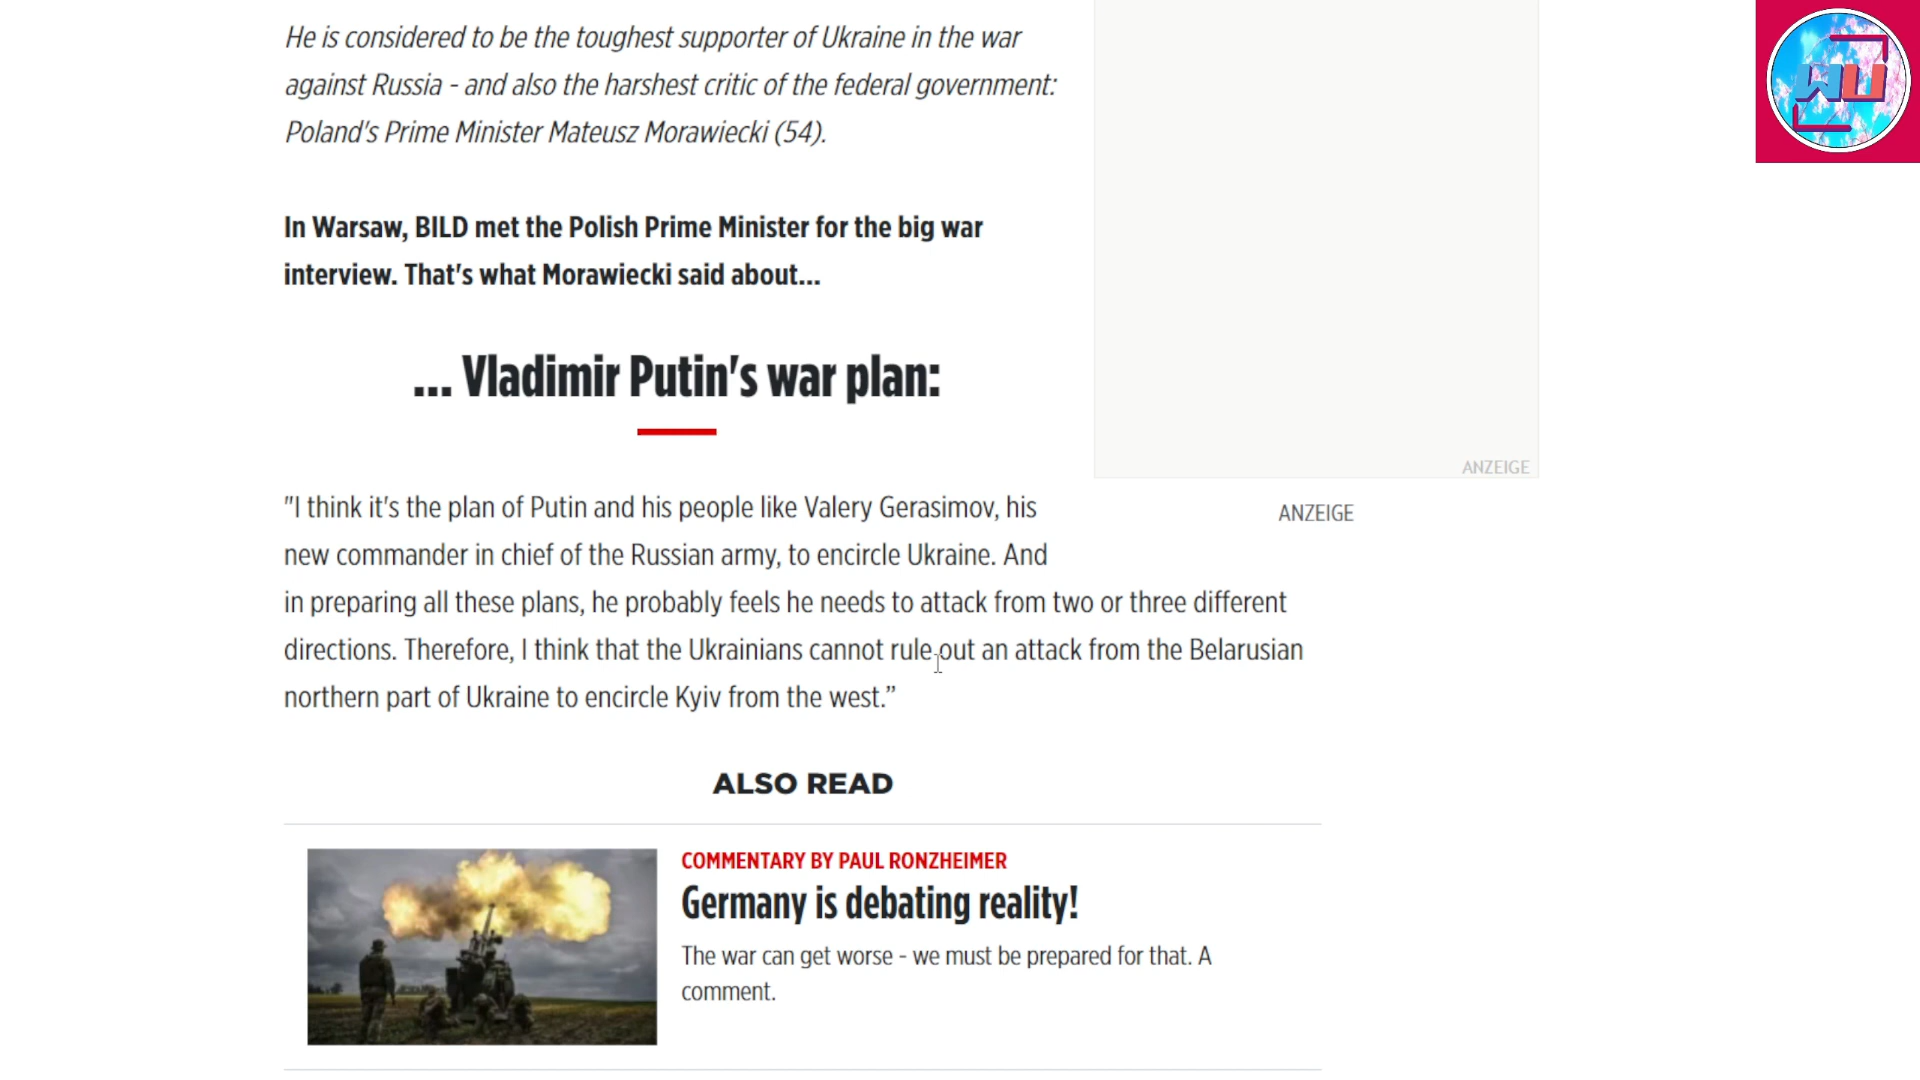 He is considered to be the toughest supporter of Ukraine in the war
against Russia - and also the harshest critic of the federal government:
Poland's Prime Minister Mateusz Morawiecki (54).
In Warsaw, BILD met the Polish Prime Minister for the big war
interview. That's what Morawiecki said about...
... Vladimir Putin's war plan:
ANZEIGE
ANZEIGE
"I think it's the plan of Putin and his people like Valery Gerasimov, his
new commander in chief of the Russian army, to encircle Ukraine. And
in preparing all these plans, he probably feels he needs to attack from two or three different
directions. Therefore, I think that the Ukrainians cannot rule out an attack from the Belarusian
northern part of Ukraine to encircle Kyiv from the west.”
ALSO READ
COMMENTARY BY PAUL RONZHEIMER
Germany is debating reality!
The war can get worse - we must be prepared for that. A
comment.
WU